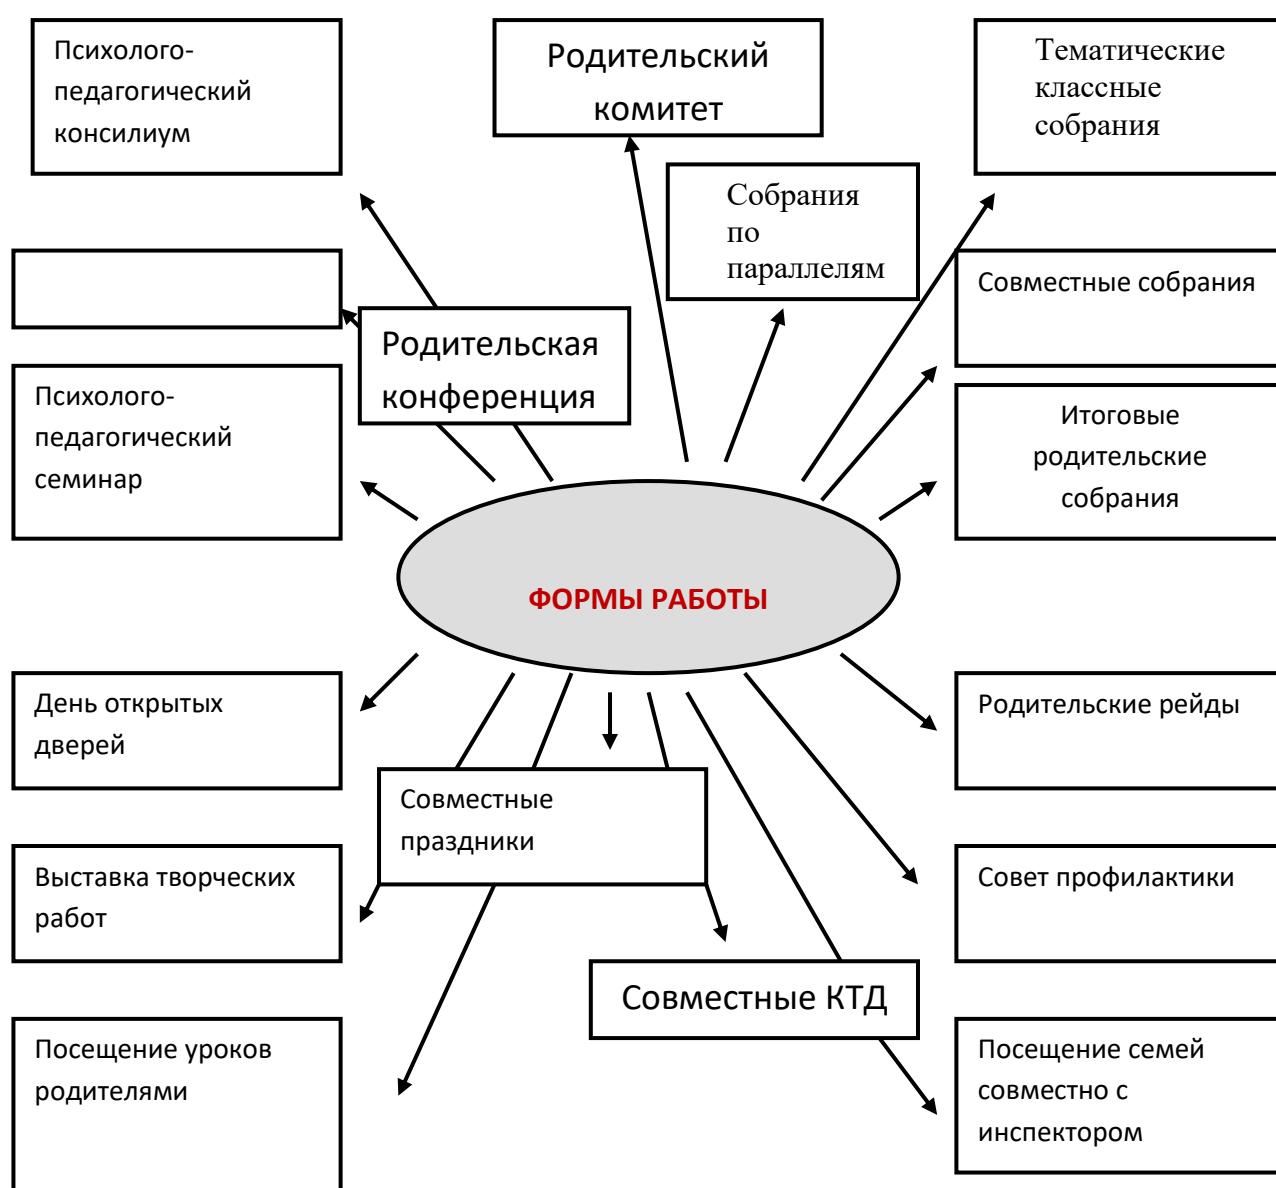 Психолого-
педагогический
консилиум
Родительский
комитет
Тематические
классные
собрания
Собрания
по
параллелям
Совместные собрания
Родительская
конференция
Психолого-
педагогический
семинар
Итоговые
родительские
собрания
ФОРМЫ РАБОТЫ
День открытых
дверей
Родительские рейды
Совместные
праздники
Выставка творческих
работ
Совет профилактики
Совместные КТД
Посещение уроков
родителями
Посещение семей
совместно с
инспектором